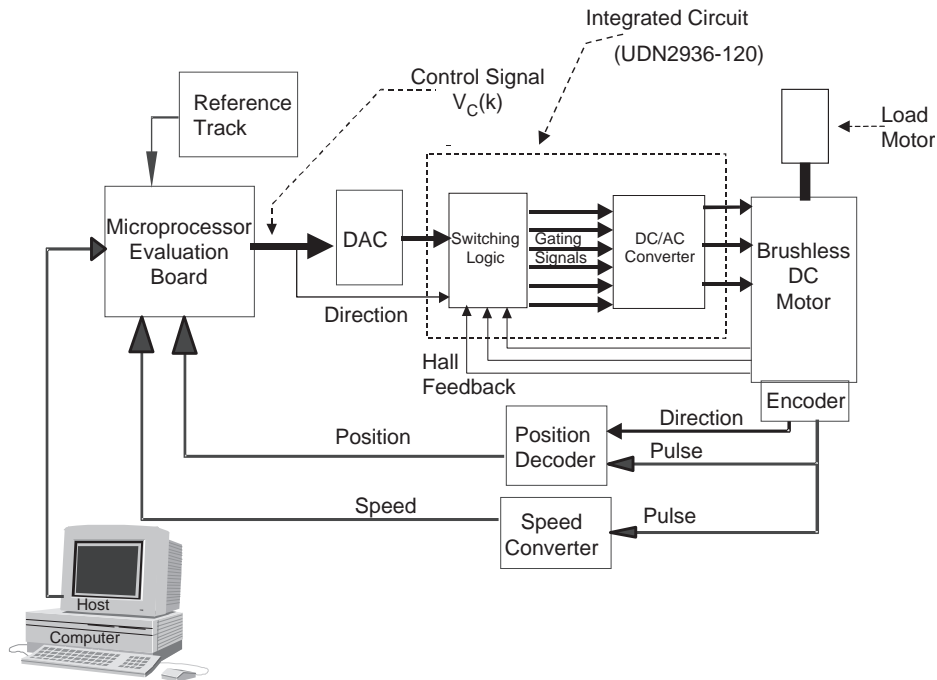 Integrated Circuit
(UDN2936-120)
Control Signal
VC(k)
Reference
Track
Load
Motor
Microprocessor
Evaluation
Board
DAC
Switching
Logic
Gating
Signals
DC/AC
Converter
Brushless
DC
Motor
Direction
Hall
Feedback
Encoder
Direction
Position
Position
Decoder
Pulse
Speed
Speed
Converter
Pulse
Host
Computer